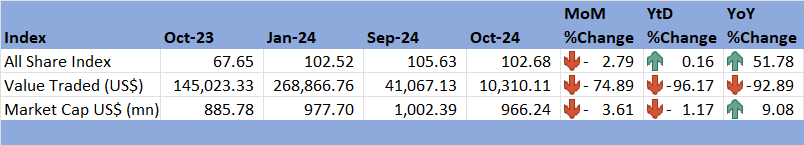 MoM YtD YoY
Index Oct-23 Jan-24 Sep-24 Oct-24 %Change %Change %Change
All Share Index 67.65 102.52 105.63 102.68 - 2.79 0.16 51.78
Value Traded (US$) 145,023.33 268,866.76 41,067.13 10,310.11 - 74.89 -96.17 -92.89
Market Cap US$ (mn) 885.78 977.70 1,002.39 966.24 - 3.61 - 1.17 9.08